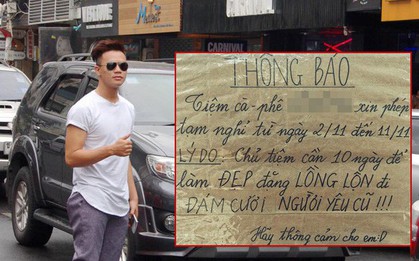 CARNIVAL
THÔNG BÁO
Tiệm cà-phê xin phép
tạm nghỉ từ ngày 2/11 đến 11/11
LÝ DO: Chủ tiệm cần 10 ngày để
làm ĐẸP đặng LỒNG LỘN đi
ĐÁM CƯỚI NGƯỜI YÊU CŨ !!!
Hãy thông cảm cho em :D